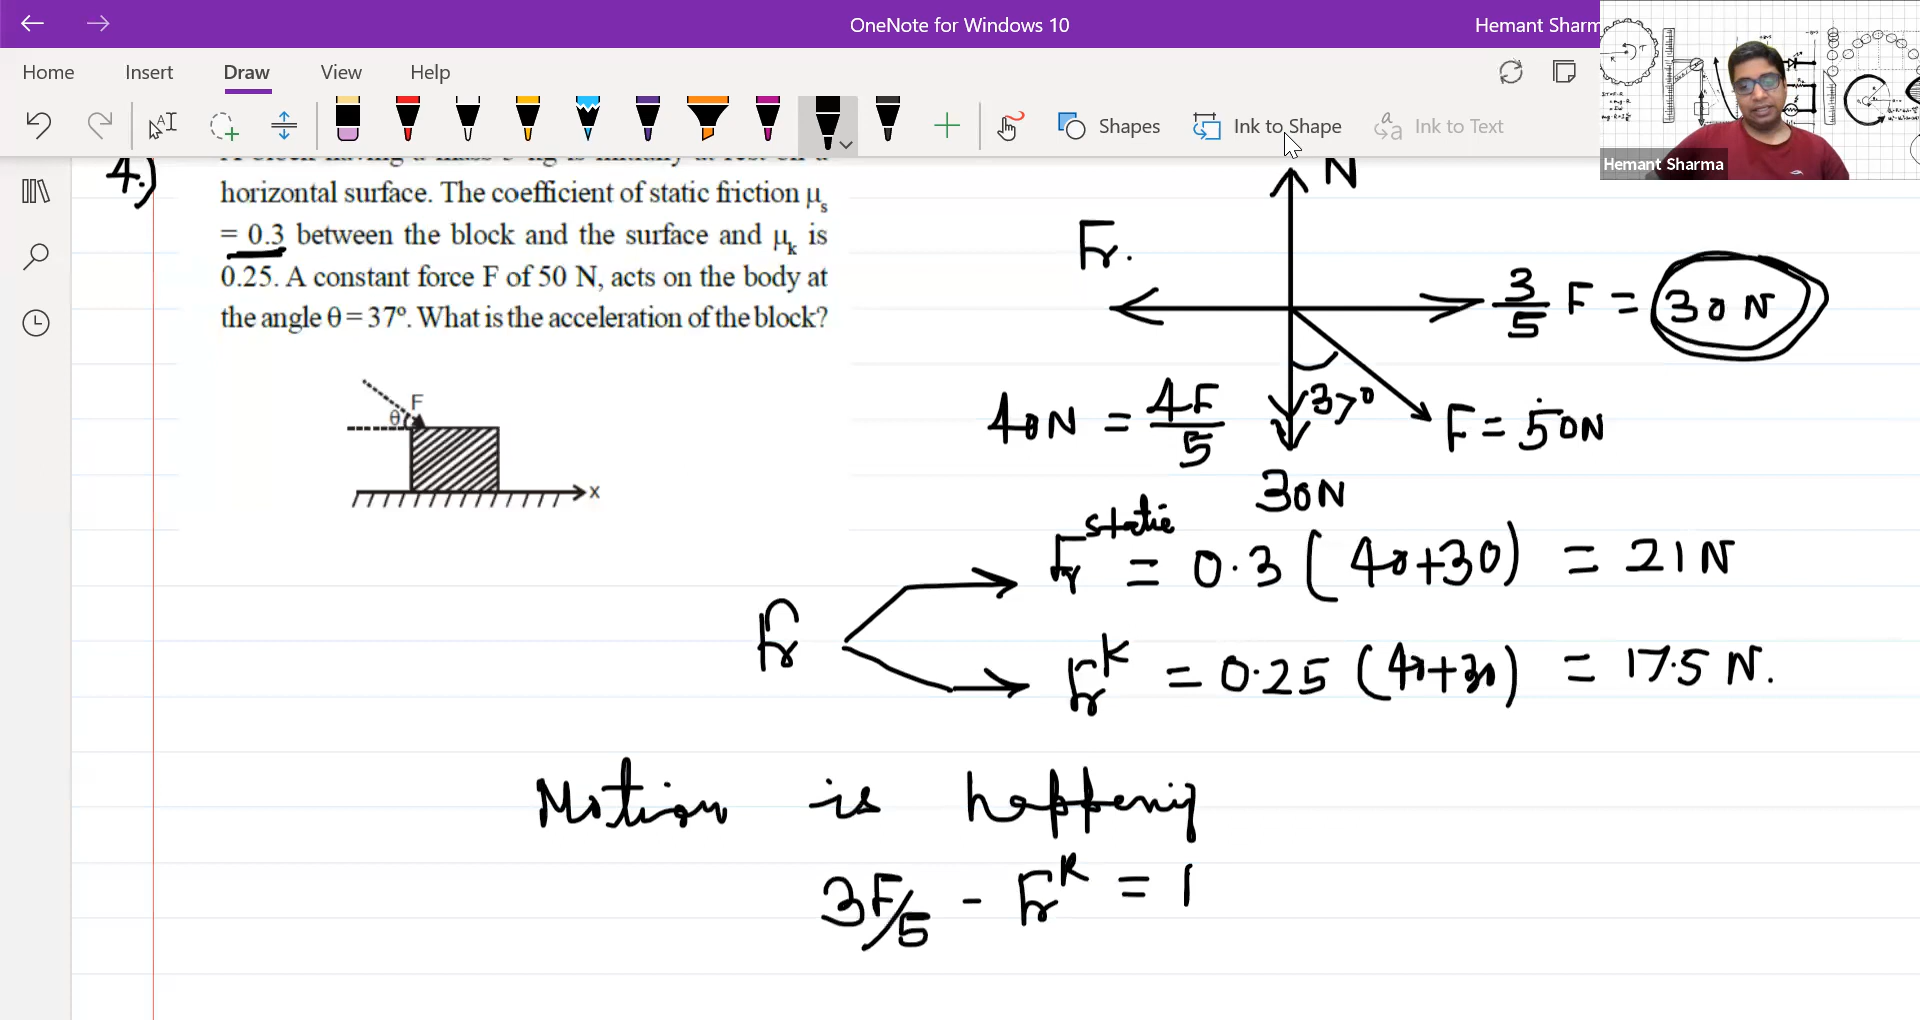 OneNote for Windows 10
Hemant Sharm
Home Insert Draw View Help
Shapes Ink to Shape Ink to Text
Hemant Sharma
4.)
horizontal surface. The coefficient of static friction μs
= 0.3 between the block and the surface and μk is
0.25. A constant force F of 50 N, acts on the body at
the angle θ = 37º. What is the acceleration of the block?
F
θ
x
N
Fr.
3/5 F = 30 N
37°
40N = 4F/5
F = 50N
30N
Fr static = 0.3 (40+30) = 21N
Fr
Fr K = 0.25 (40+30) = 17.5 N.
Motion is happening
3F/5 - Fr K = 1